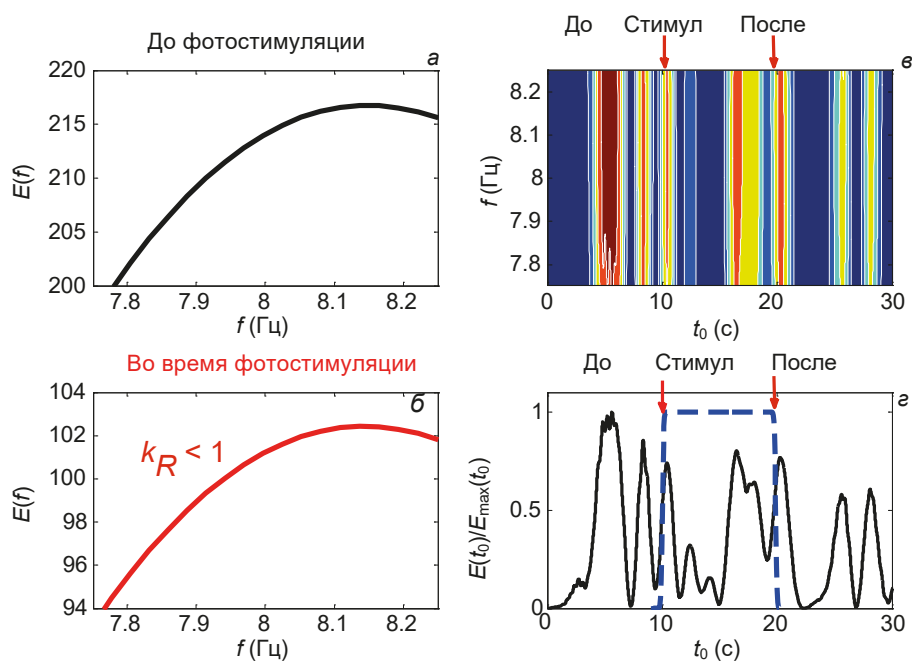 До фотостимуляции
а
220
215
210
205
200
E(f)
7.8 7.9 8 8.1 8.2
f (Гц)
До Стимул После
в
8.2
8.1
8
7.9
7.8
f (Гц)
0 10 20 30
t0 (с)
Во время фотостимуляции
б
104
102
100
98
96
94
E(f)
kR < 1
7.8 7.9 8 8.1 8.2
f (Гц)
До Стимул После
г
1
0.5
0
E(t0)/Emax(t0)
0 10 20 30
t0 (с)